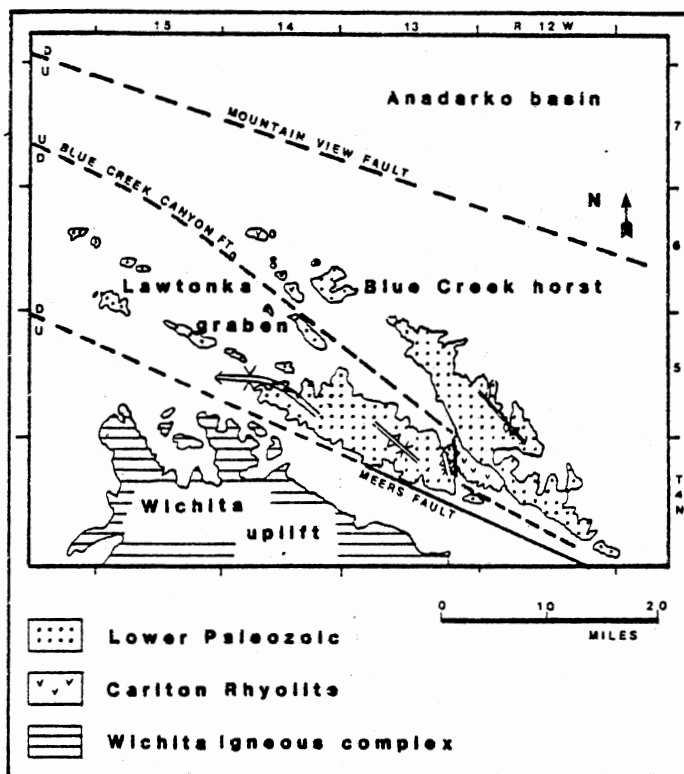 15 14 13 R 12 W
D
U
Anadarko basin
7
MOUNTAIN VIEW FAULT
U
D
BLUE CREEK CANYON FT.
N
6
Lawtonka
graben
Blue Creek horst
D
U
5
MEERS FAULT
T
4
N
Wichita
uplift
0 10 20
MILES
Lower Paleozoic
Carlton Rhyolits
Wichita igneous complex